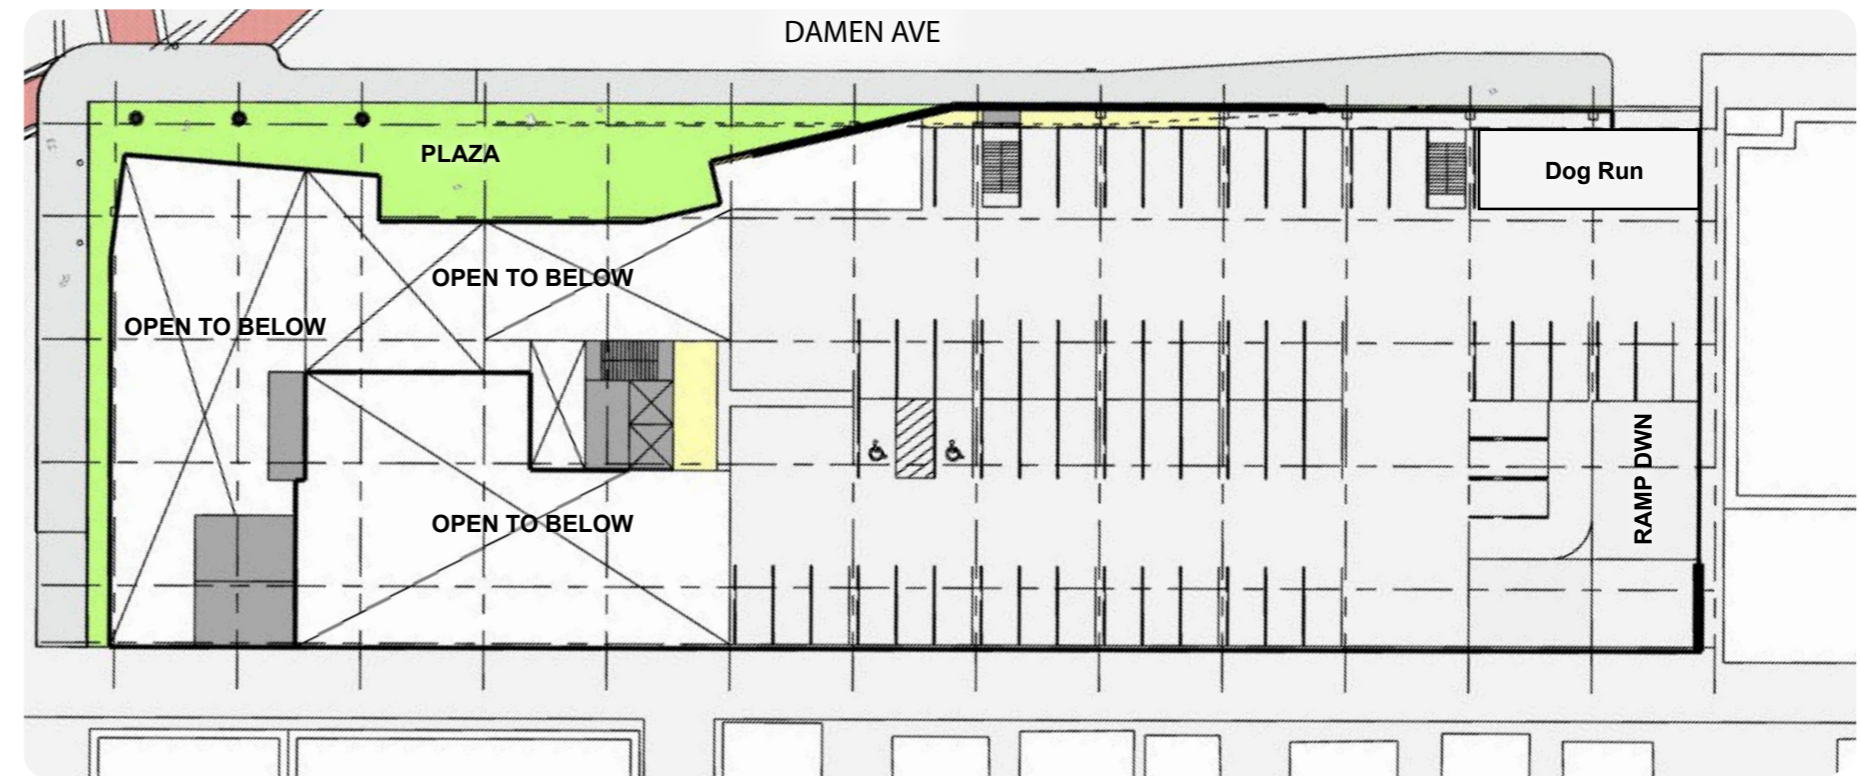 DAMEN AVE
PLAZA
Dog Run
OPEN TO BELOW
OPEN TO BELOW
RAMP DWN
OPEN TO BELOW